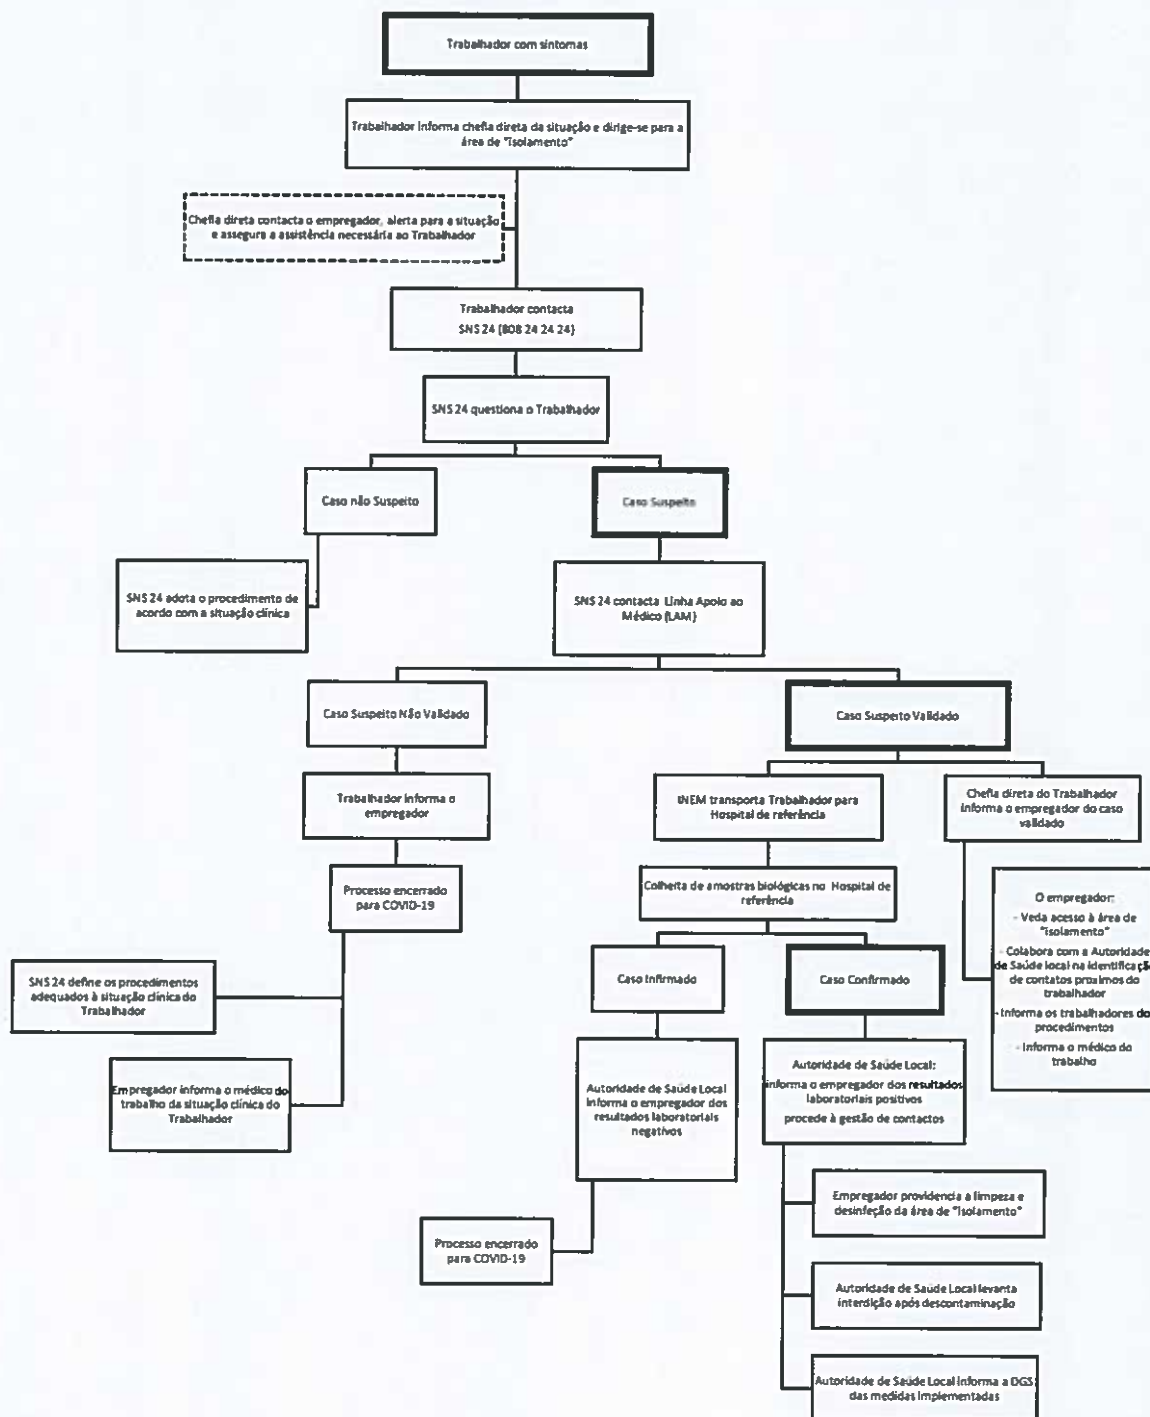 Trabalhador com sintomas
Trabalhador informa chefia direta da situação e dirige-se para a
área de "Isolamento"
Chefia direta contacta o empregador, alerta para a situação
e assegura a assistência necessária ao Trabalhador
Trabalhador contacta
SNS 24 (808 24 24 24)
SNS 24 questiona o Trabalhador
Caso não Suspeito
Caso Suspeito
SNS 24 adota o procedimento de
acordo com a situação clínica
SNS 24 contacta Linha Apoio ao
Médico (LAM)
Caso Suspeito Não Validado
Caso Suspeito Validado
Trabalhador informa o
empregador
INEM transporta Trabalhador para
Hospital de referência
Chefia direta do Trabalhador
informa o empregador do caso
validado
Processo encerrado
para COVID-19
Colheita de amostras biológicas no Hospital de
referência
O empregador:
- Veda acesso à área de
"isolamento"
- Colabora com a Autoridade
de Saúde local na identificação
de contatos proximos do
trabalhador
- Informa os trabalhadores dos
procedimentos
- Informa o médico do
trabalho
SNS 24 define os procedimentos
adequados à situação clínica do
Trabalhador
Caso Infirmado
Caso Confirmado
Empregador informa o médico do
trabalho da situação clínica do
Trabalhador
Autoridade de Saúde Local
informa o empregador dos
resultados laboratoriais
negativos
Autoridade de Saúde Local:
informa o empregador dos resultados
laboratoriais positivos
procede à gestão de contactos
Empregador providencia a limpeza e
desinfeção da área de "isolamento"
Processo encerrado
para COVID-19
Autoridade de Saúde Local levanta
interdição após descontaminação
Autoridade de Saúde Local informa a DGS
das medidas implementadas